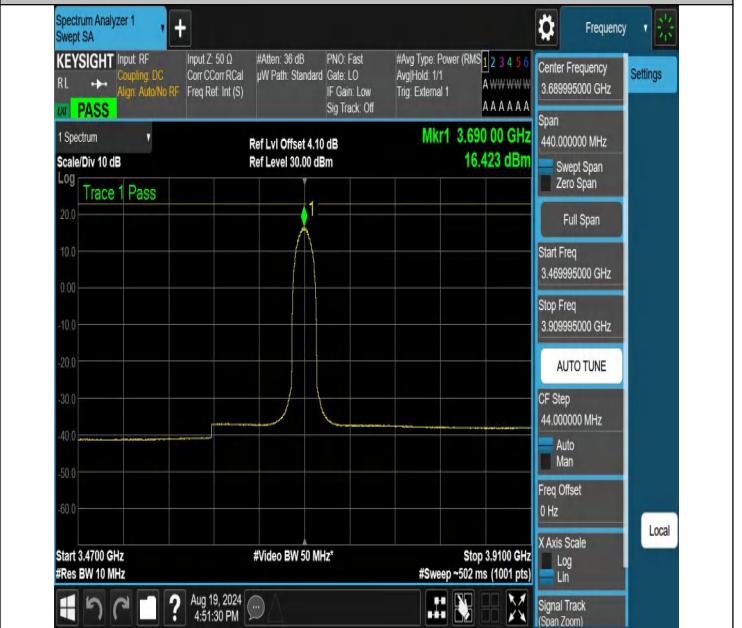 Spectrum Analyzer 1
Swept SA
+
Frequency
KEYSIGHT
RL
PASS
Input: RF
Coupling: DC
Align: Auto/No RF
Input Z: 50 Ω
Corr CCorr RCal
Freq Ref: Int (S)
#Atten: 36 dB
µW Path: Standard
PNO: Fast
Gate: LO
IF Gain: Low
Sig Track: Off
#Avg Type: Power (RMS
Avg|Hold: 1/1
Trig: External 1
1 2 3 4 5 6
A W W W W W
A A A A A A
1 Spectrum
Scale/Div 10 dB
Ref Lvl Offset 4.10 dB
Ref Level 30.00 dBm
Mkr1 3.690 00 GHz
16.423 dBm
Log
Trace 1 Pass
1
20.0
10.0
0.00
-10.0
-20.0
-30.0
-40.0
-50.0
-60.0
Start 3.4700 GHz
#Res BW 10 MHz
#Video BW 50 MHz*
Stop 3.9100 GHz
#Sweep ~502 ms (1001 pts)
Center Frequency
3.689995000 GHz
Settings
Span
440.000000 MHz
Swept Span
Zero Span
Full Span
Start Freq
3.469995000 GHz
Stop Freq
3.909995000 GHz
AUTO TUNE
CF Step
44.000000 MHz
Auto
Man
Freq Offset
0 Hz
X Axis Scale
Log
Lin
Local
Signal Track
(Span Zoom)
?
Aug 19, 2024
4:51:30 PM